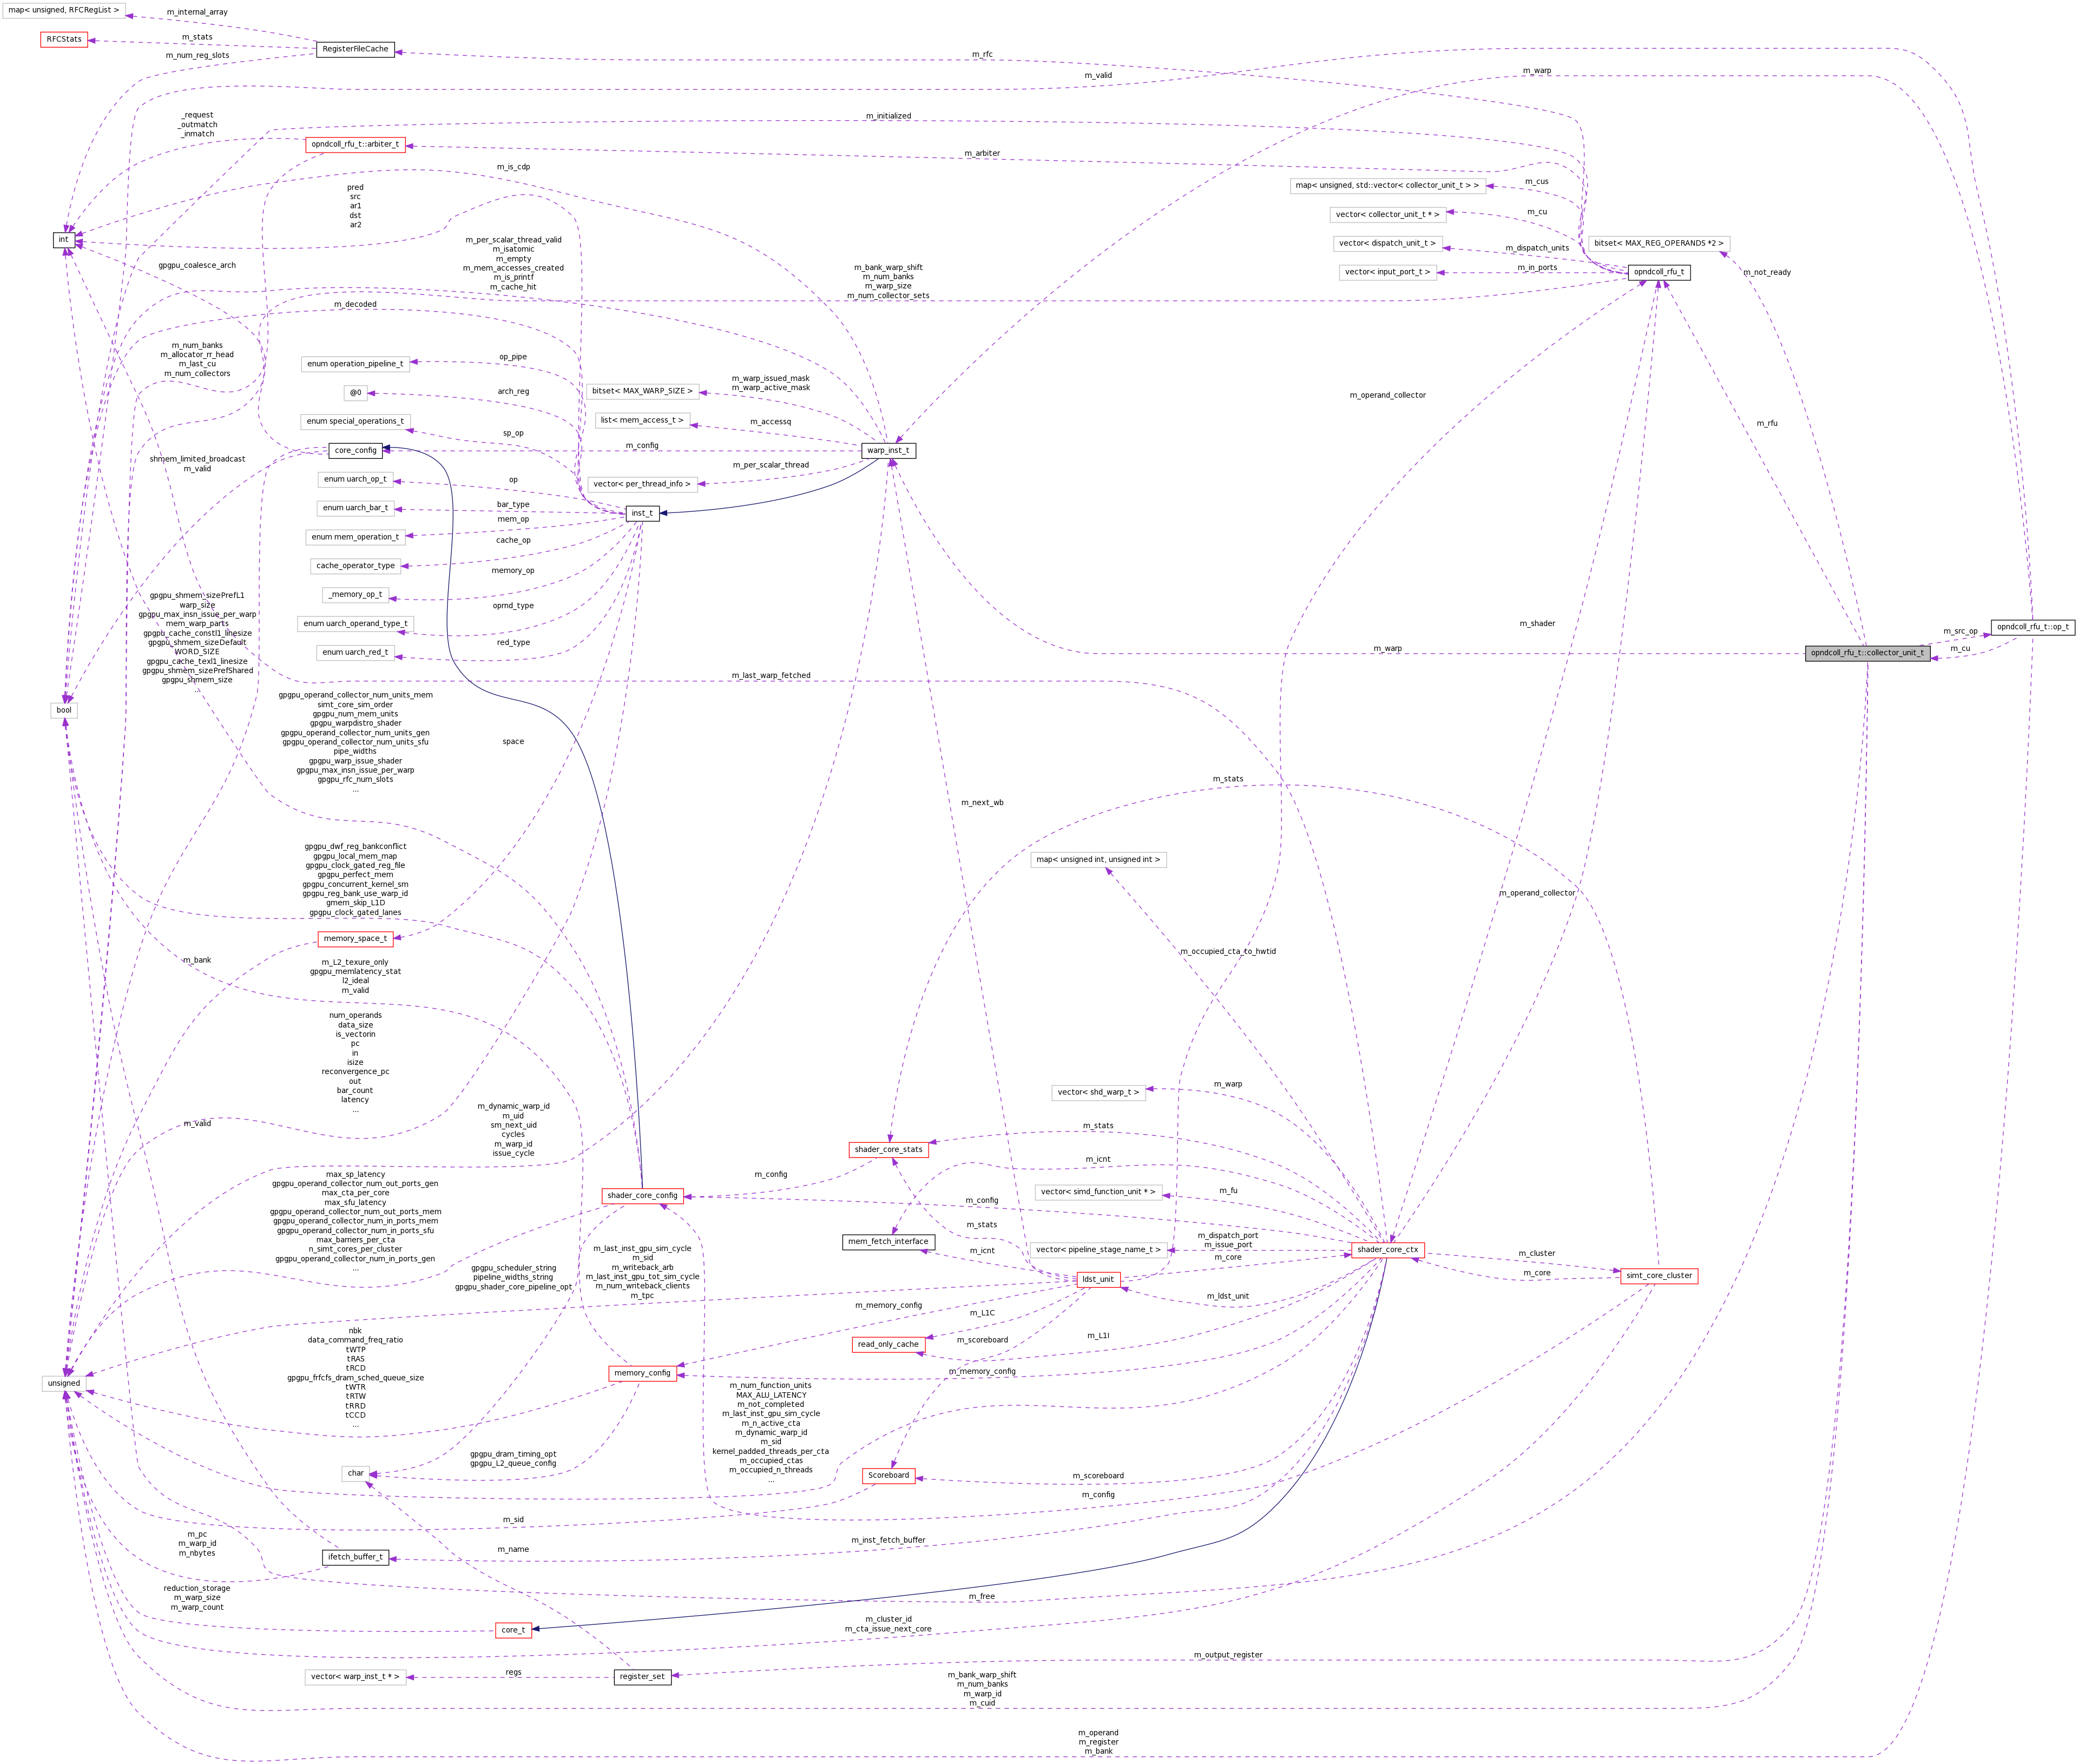 map< unsigned, RFCRegList >
m_internal_array
RFCStats
m_stats
RegisterFileCache
m_num_reg_slots
m_rfc
m_valid
m_warp
_request
_outmatch
_inmatch
m_initialized
opndcoll_rfu_t::arbiter_t
m_arbiter
m_is_cdp
map< unsigned, std::vector< collector_unit_t > >
m_cus
pred
src
ar1
dst
ar2
vector< collector_unit_t * >
m_cu
int
vector< dispatch_unit_t >
m_dispatch_units
bitset< MAX_REG_OPERANDS *2 >
m_per_scalar_thread_valid
m_isatomic
m_empty
m_mem_accesses_created
m_is_printf
m_cache_hit
gpgpu_coalesce_arch
m_bank_warp_shift
m_num_banks
m_warp_size
m_num_collector_sets
vector< input_port_t >
m_in_ports
opndcoll_rfu_t
m_not_ready
m_decoded
m_num_banks
m_allocator_rr_head
m_last_cu
m_num_collectors
enum operation_pipeline_t
op_pipe
@0
arch_reg
bitset< MAX_WARP_SIZE >
m_warp_issued_mask
m_warp_active_mask
m_operand_collector
enum special_operations_t
sp_op
list< mem_access_t >
m_accessq
m_rfu
core_config
m_config
warp_inst_t
shmem_limited_broadcast
m_valid
m_per_scalar_thread
enum uarch_op_t
op
vector< per_thread_info >
enum uarch_bar_t
bar_type
inst_t
mem_op
enum mem_operation_t
cache_op
cache_operator_type
memory_op
_memory_op_t
gpgpu_shmem_sizePrefL1
warp_size
gpgpu_max_insn_issue_per_warp
mem_warp_parts
gpgpu_cache_constl1_linesize
gpgpu_shmem_sizeDefault
WORD_SIZE
gpgpu_cache_texl1_linesize
gpgpu_shmem_sizePrefShared
gpgpu_shmem_size
...
oprnd_type
enum uarch_operand_type_t
red_type
enum uarch_red_t
m_shader
m_src_op
opndcoll_rfu_t::op_t
m_warp
opndcoll_rfu_t::collector_unit_t
m_cu
m_last_warp_fetched
bool
gpgpu_operand_collector_num_units_mem
simt_core_sim_order
gpgpu_num_mem_units
gpgpu_warpdistro_shader
gpgpu_operand_collector_num_units_gen
gpgpu_operand_collector_num_units_sfu
pipe_widths
gpgpu_warp_issue_shader
gpgpu_max_insn_issue_per_warp
gpgpu_rfc_num_slots
...
space
m_stats
m_next_wb
gpgpu_dwf_reg_bankconflict
gpgpu_local_mem_map
gpgpu_clock_gated_reg_file
gpgpu_perfect_mem
gpgpu_concurrent_kernel_sm
gpgpu_reg_bank_use_warp_id
gmem_skip_L1D
gpgpu_clock_gated_lanes
map< unsigned int, unsigned int >
m_operand_collector
memory_space_t
m_bank
m_occupied_cta_to_hwtid
m_L2_texure_only
gpgpu_memlatency_stat
l2_ideal
m_valid
num_operands
data_size
is_vectorin
pc
in
isize
reconvergence_pc
out
bar_count
latency
...
m_valid
m_dynamic_warp_id
m_uid
sm_next_uid
cycles
m_warp_id
issue_cycle
vector< shd_warp_t >
m_warp
m_stats
shader_core_stats
m_icnt
m_config
max_sp_latency
gpgpu_operand_collector_num_out_ports_gen
max_cta_per_core
max_sfu_latency
gpgpu_operand_collector_num_out_ports_mem
gpgpu_operand_collector_num_in_ports_mem
gpgpu_operand_collector_num_in_ports_sfu
max_barriers_per_cta
n_simt_cores_per_cluster
gpgpu_operand_collector_num_in_ports_gen
...
shader_core_config
m_config
vector< simd_function_unit * >
m_fu
m_stats
mem_fetch_interface
m_icnt
vector< pipeline_stage_name_t >
m_dispatch_port
m_issue_port
shader_core_ctx
m_core
m_cluster
m_core
simt_core_cluster
gpgpu_scheduler_string
pipeline_widths_string
gpgpu_shader_core_pipeline_opt
m_last_inst_gpu_sim_cycle
m_sid
m_writeback_arb
m_last_inst_gpu_tot_sim_cycle
m_num_writeback_clients
m_tpc
ldst_unit
m_ldst_unit
m_memory_config
m_L1C
m_L1I
m_scoreboard
read_only_cache
nbk
data_command_freq_ratio
tWTP
tRAS
tRCD
gpgpu_frfcfs_dram_sched_queue_size
tWTR
tRTW
tRRD
tCCD
...
memory_config
m_memory_config
unsigned
m_num_function_units
MAX_ALU_LATENCY
m_not_completed
m_last_inst_gpu_sim_cycle
m_n_active_cta
m_dynamic_warp_id
m_sid
kernel_padded_threads_per_cta
m_occupied_ctas
m_occupied_n_threads
...
gpgpu_dram_timing_opt
gpgpu_L2_queue_config
char
Scoreboard
m_scoreboard
m_config
m_sid
m_pc
m_warp_id
m_nbytes
m_name
m_inst_fetch_buffer
ifetch_buffer_t
reduction_storage
m_warp_size
m_warp_count
m_free
core_t
m_cluster_id
m_cta_issue_next_core
m_output_register
vector< warp_inst_t * >
regs
register_set
m_bank_warp_shift
m_num_banks
m_warp_id
m_cuid
m_operand
m_register
m_bank